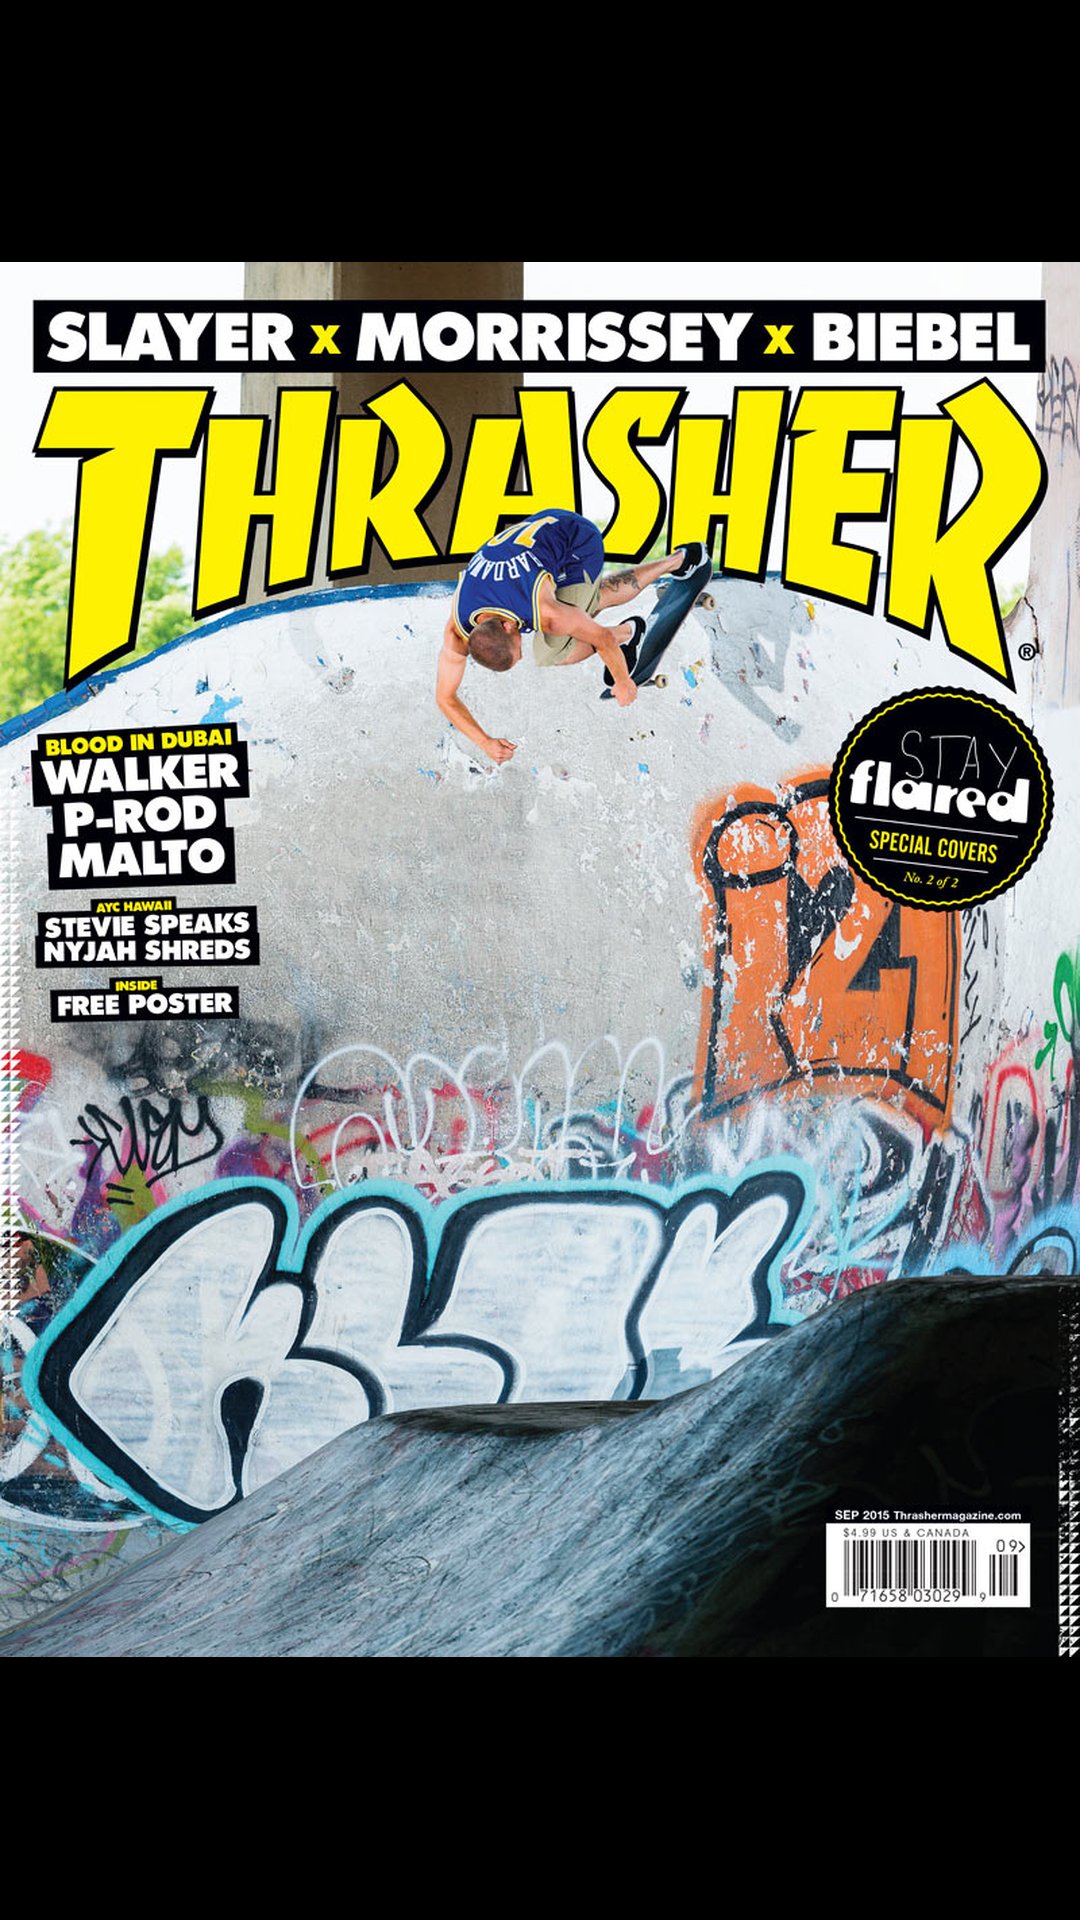 SLAYER x MORRISSEY x BIEBEL
THRASHER
®
10
BLOOD IN DUBAI
WALKER
P-ROD
MALTO
AYC HAWAII
STEVIE SPEAKS
NYJAH SHREDS
INSIDE
FREE POSTER
STAY
flared
SPECIAL COVERS
No. 2 of 2
SEP 2015 Thrashermagazine.com
$4.99 US & CANADA
09>
0 71658 03029 9